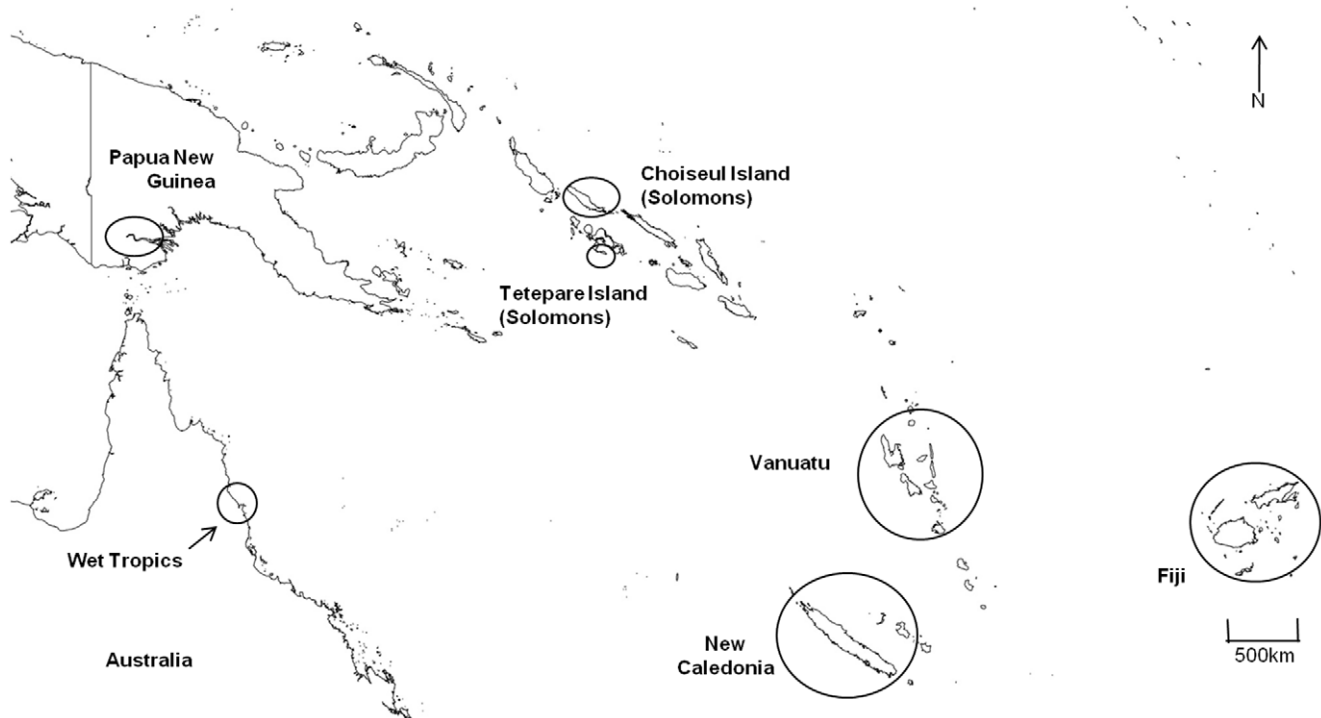 N
Papua New
Guinea
Choiseul Island
(Solomons)
Tetepare Island
(Solomons)
Vanuatu
Wet Tropics
Fiji
New
Caledonia
Australia
500km